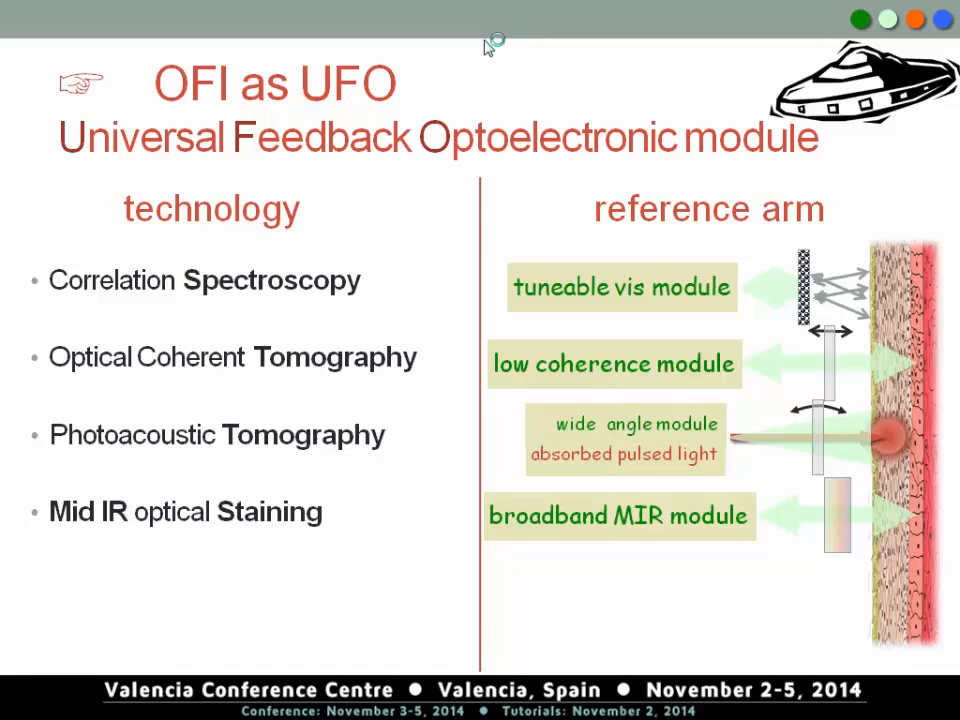 OFI as UFO
Universal Feedback Optoelectronic module
technology
• Correlation Spectroscopy
• Optical Coherent Tomography
• Photoacoustic Tomography
• Mid IR optical Staining
reference arm
tuneable vis module
low coherence module
wide angle module
absorbed pulsed light
broadband MIR module
Valencia Conference Centre ● Valencia, Spain ● November 2-5, 2014
Conference: November 3-5, 2014 ● Tutorials: November 2, 2014